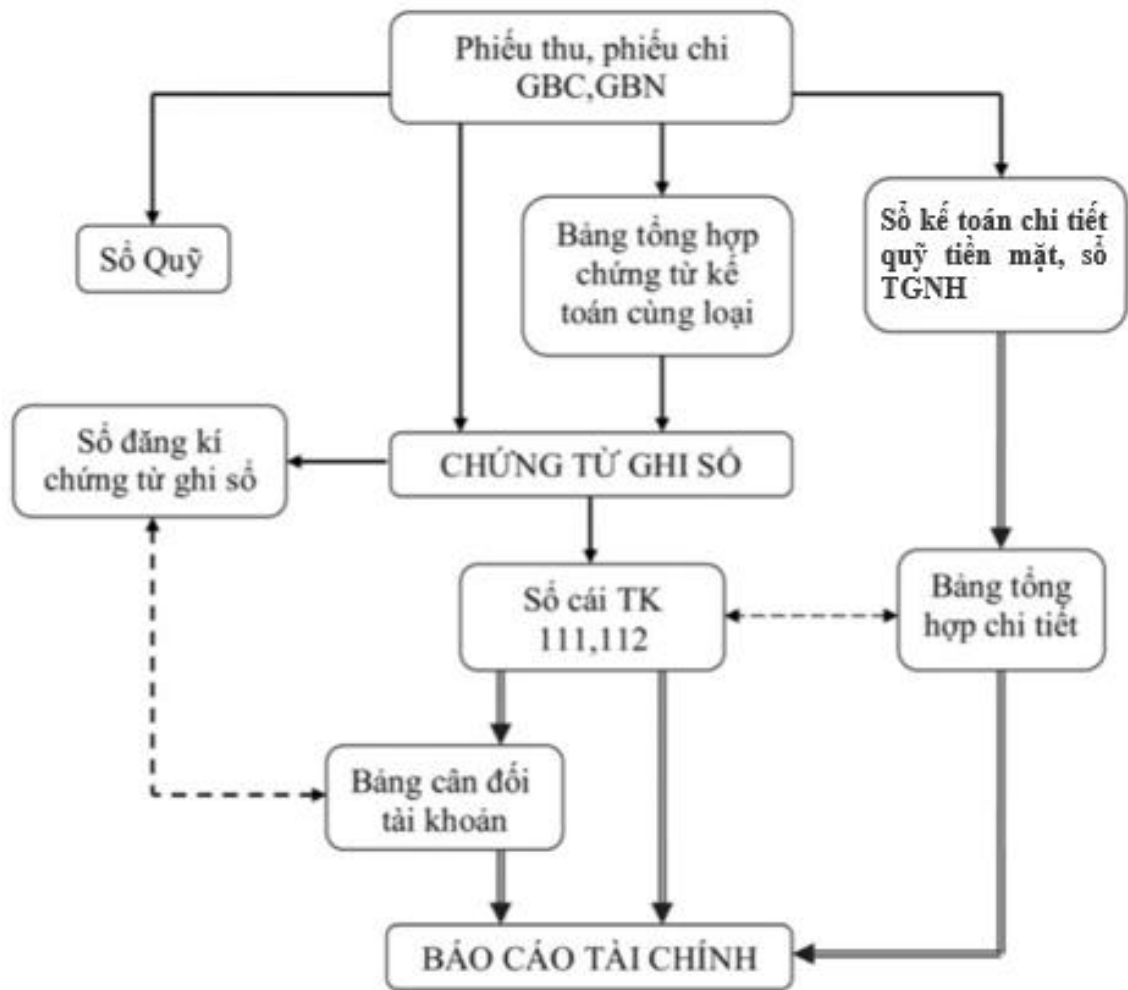 Phiếu thu, phiếu chi
GBC,GBN
Sổ Quỹ
Bảng tổng hợp
chứng từ kế
toán cùng loại
Sổ kế toán chi tiết
quỹ tiền mặt, sổ
TGNH
Sổ đăng kí
chứng từ ghi sổ
CHỨNG TỪ GHI SỔ
Sổ cái TK
111,112
Bảng tổng
hợp chi tiết
Bảng cân đối
tài khoản
BÁO CÁO TÀI CHÍNH